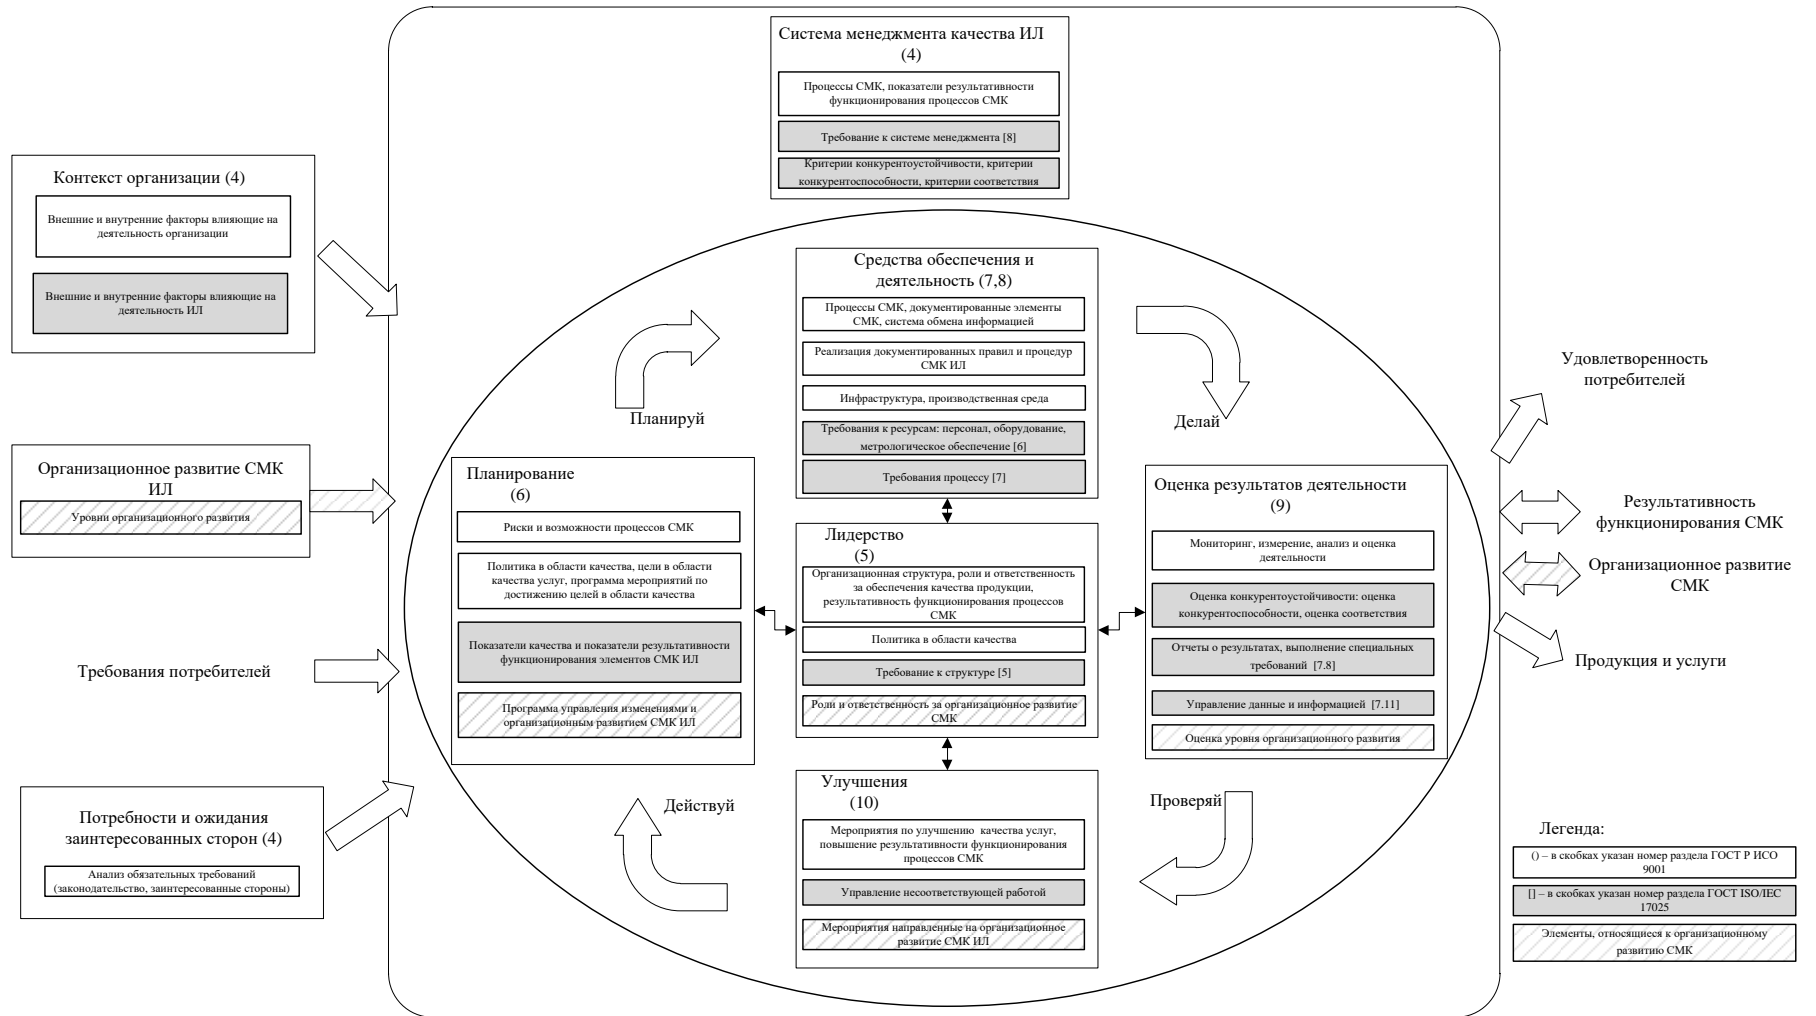 Система менеджмента качества ИЛ
(4)
Процессы СМК, показатели результативности
функционирования процессов СМК
Требование к системе менеджмента [8]
Критерии конкурентоустойчивости, критерии
конкурентоспособности, критерии соответствия
Контекст организации (4)
Внешние и внутренние факторы влияющие на
деятельность организации
Внешние и внутренние факторы влияющие на
деятельность ИЛ
Организационное развитие СМК
ИЛ
Уровни организационного развития
Требования потребителей
Потребности и ожидания
заинтересованных сторон (4)
Анализ обязательных требований
(законодательство, заинтересованные стороны)
Планируй
Делай
Действуй
Проверяй
Средства обеспечения и
деятельность (7,8)
Процессы СМК, документированные элементы
СМК, система обмена информацией
Реализация документированных правил и процедур
СМК ИЛ
Инфраструктура, производственная среда
Требования к ресурсам: персонал, оборудование,
метрологическое обеспечение [6]
Требования процессу [7]
Планирование
(6)
Риски и возможности процессов СМК
Политика в области качества, цели в области
качества услуг, программа мероприятий по
достижению целей в области качества
Показатели качества и показатели результативности
функционирования элементов СМК ИЛ
Программа управления изменениями и
организационным развитием СМК ИЛ
Лидерство
(5)
Организационная структура, роли и ответственность
за обеспечения качества продукции,
результативность функционирования процессов
СМК
Политика в области качества
Требование к структуре [5]
Роли и ответственность за организационное развитие
СМК
Оценка результатов деятельности
(9)
Мониторинг, измерение, анализ и оценка
деятельности
Оценка конкурентоустойчивости: оценка
конкурентоспособности, оценка соответствия
Отчеты о результатах, выполнение специальных
требований  [7.8]
Управление данные и информацией  [7.11]
Оценка уровня организационного развития
Улучшения
(10)
Мероприятия по улучшению  качества услуг,
повышение результативности функционирования
процессов СМК
Управление несоответствующей работой
Мероприятия направленные на организационное
развитие СМК ИЛ
Удовлетворенность
потребителей
Результативность
функционирования СМК
Организационное развитие
СМК
Продукция и услуги
Легенда:
() – в скобках указан номер раздела ГОСТ Р ИСО
9001
[] – в скобках указан номер раздела ГОСТ ISO/IEC
17025
Элементы, относящиеся к организационному
развитию СМК